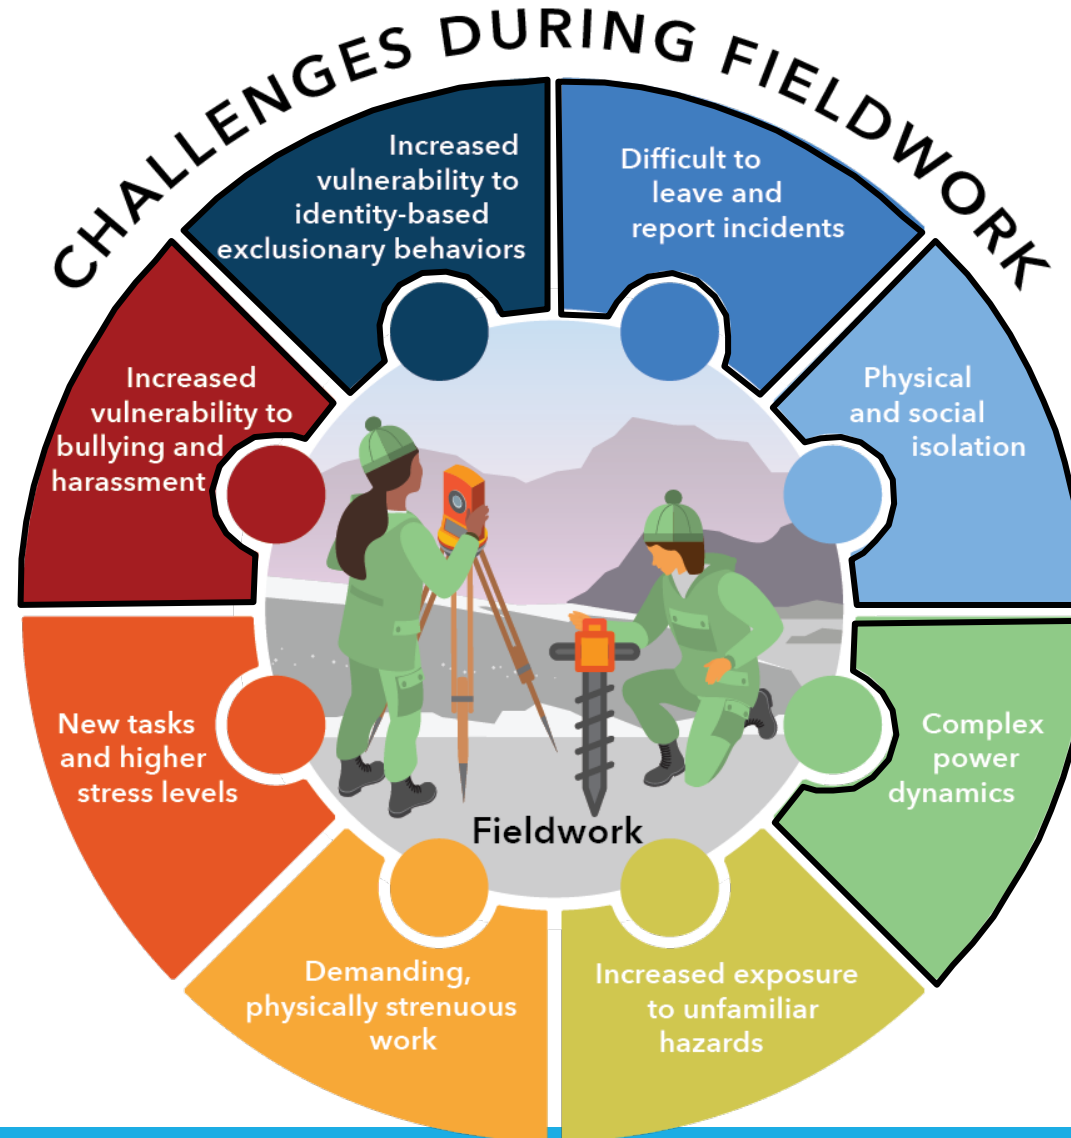 CHALLENGES DURING FIELDWORK
Increased
vulnerability to
identity-based
exclusionary behaviors
Difficult to
leave and
report incidents
Physical
and social
isolation
Complex
power
dynamics
Increased exposure
to unfamiliar
hazards
Demanding,
physically strenuous
work
New tasks
and higher
stress levels
Increased
vulnerability to
bullying and
harassment
Fieldwork